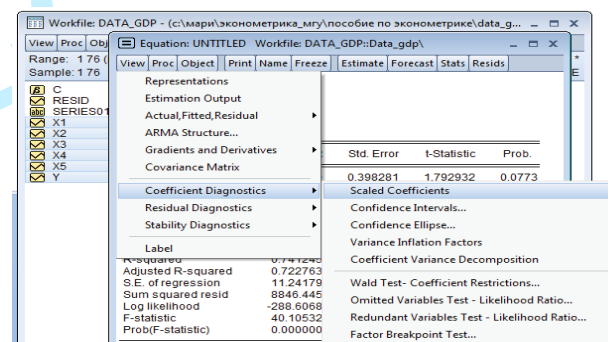 Workfile: DATA_GDP - (c:\мари\эконометрика_мгу\пособие по эконометрике\data_g...
View Proc Obj
Range: 1 76 (
Sample: 1 76
C
RESID
SERIES01
X1
X2
X3
X4
X5
Y
Equation: UNTITLED Workfile: DATA_GDP::Data_gdp\
View Proc Object Print Name Freeze Estimate Forecast Stats Resids
Representations
Estimation Output
Actual,Fitted,Residual
ARMA Structure...
Gradients and Derivatives
Covariance Matrix
Coefficient Diagnostics
Residual Diagnostics
Stability Diagnostics
Label
Std. Error t-Statistic Prob.
0.398281 1.792932 0.0773
Scaled Coefficients
Confidence Intervals...
Confidence Ellipse...
Variance Inflation Factors
Coefficient Variance Decomposition
Wald Test- Coefficient Restrictions...
Omitted Variables Test - Likelihood Ratio...
Redundant Variables Test - Likelihood Ratio...
Factor Breakpoint Test...
R-squared 0.741245
Adjusted R-squared 0.722763
S.E. of regression 11.24179
Sum squared resid 8846.445
Log likelihood -288.6068
F-statistic 40.10532
Prob(F-statistic) 0.000000